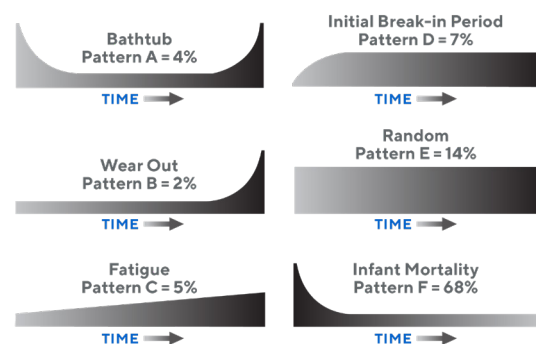 Bathtub
Pattern A = 4%
TIME
Initial Break-in Period
Pattern D = 7%
TIME
Wear Out
Pattern B = 2%
TIME
Random
Pattern E = 14%
TIME
Fatigue
Pattern C = 5%
TIME
Infant Mortality
Pattern F = 68%
TIME